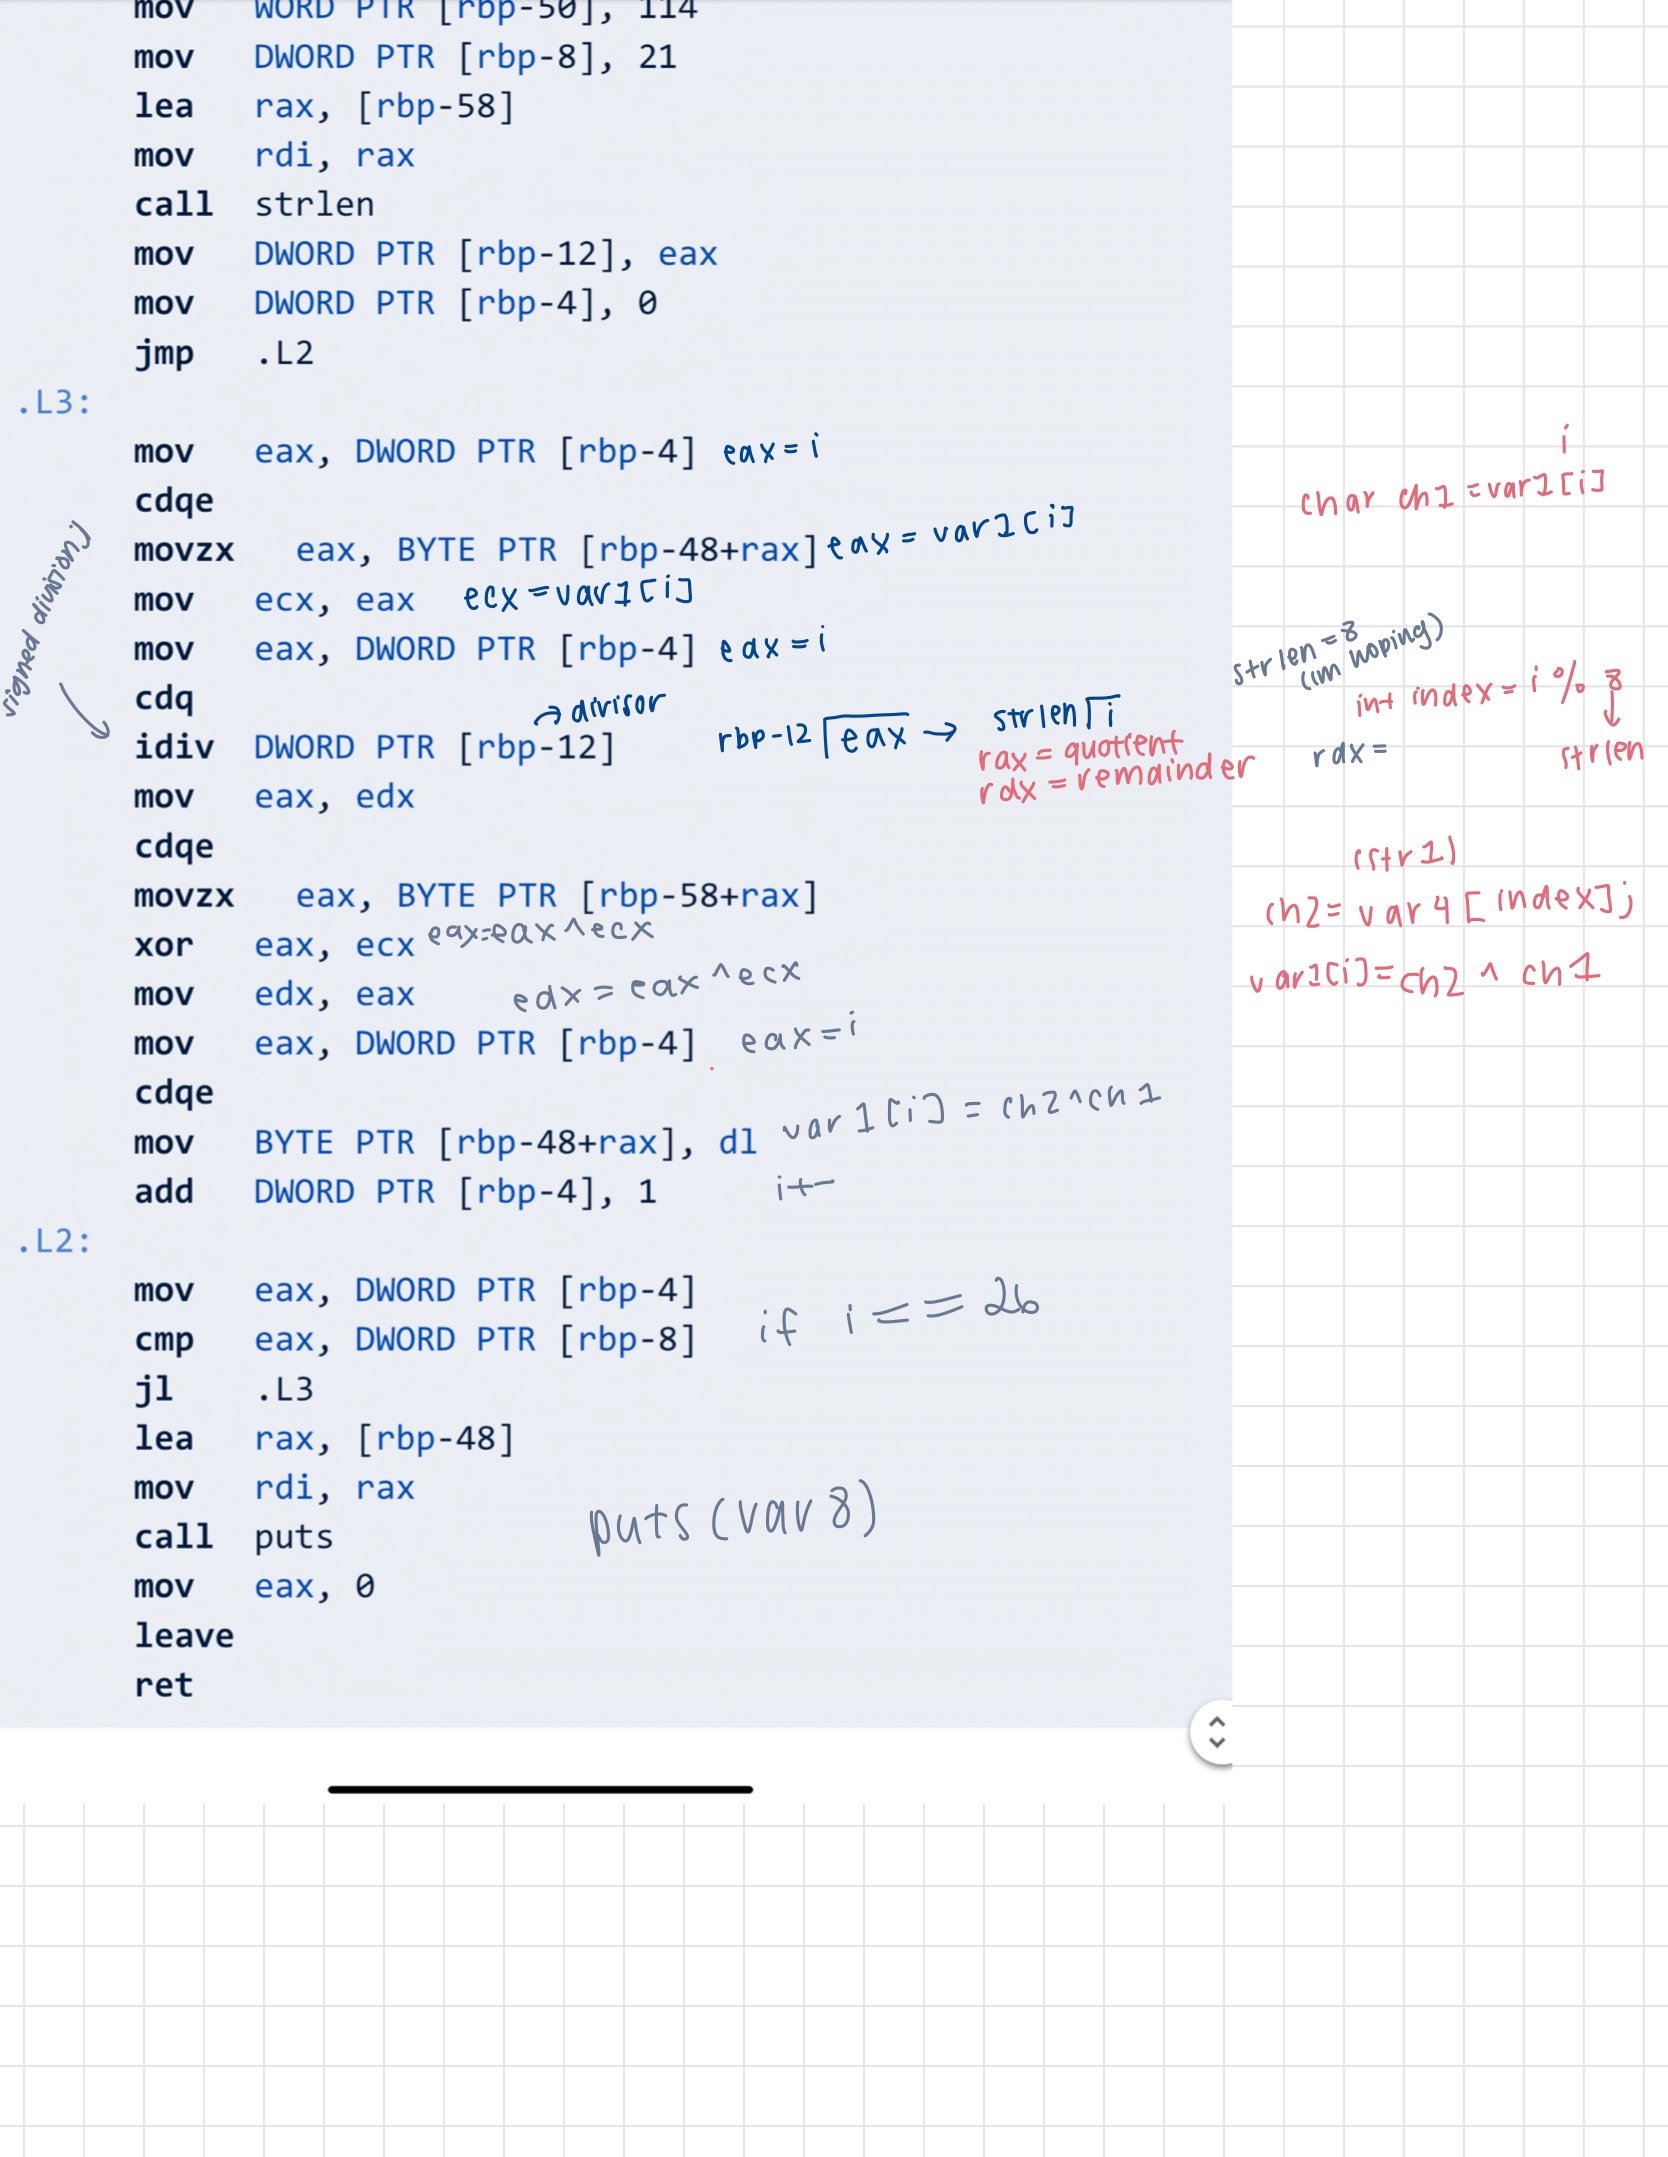 mov WORD PTR [rbp-50], 114
mov DWORD PTR [rbp-8], 21
lea rax, [rbp-58]
mov rdi, rax
call strlen
mov DWORD PTR [rbp-12], eax
mov DWORD PTR [rbp-4], 0
jmp .L2
.L3:
mov eax, DWORD PTR [rbp-4] eax = i
i
cdqe
char ch1 = var1[i]
movzx eax, BYTE PTR [rbp-48+rax] eax = var1[i]
mov ecx, eax ecx = var1[i]
signed division;)
mov eax, DWORD PTR [rbp-4] eax = i
strlen = 8
(im hoping)
cdq
→ divisor
int index = i % 8
idiv DWORD PTR [rbp-12] rbp-12 eax → strlen i
rax = quotient
rdx = remainder
rdx =
strlen
mov eax, edx
cdqe
(str1)
movzx eax, BYTE PTR [rbp-58+rax]
ch2 = var4[index];
xor eax, ecx eax=eax^ecx
mov edx, eax edx = eax^ecx
var1[i] = ch2 ^ ch1
mov eax, DWORD PTR [rbp-4] eax = i
cdqe
mov BYTE PTR [rbp-48+rax], dl var1[i] = ch2^ch1
add DWORD PTR [rbp-4], 1 i++
.L2:
mov eax, DWORD PTR [rbp-4]
cmp eax, DWORD PTR [rbp-8] if i == 26
jl .L3
lea rax, [rbp-48]
mov rdi, rax
call puts puts(var8)
mov eax, 0
leave
ret